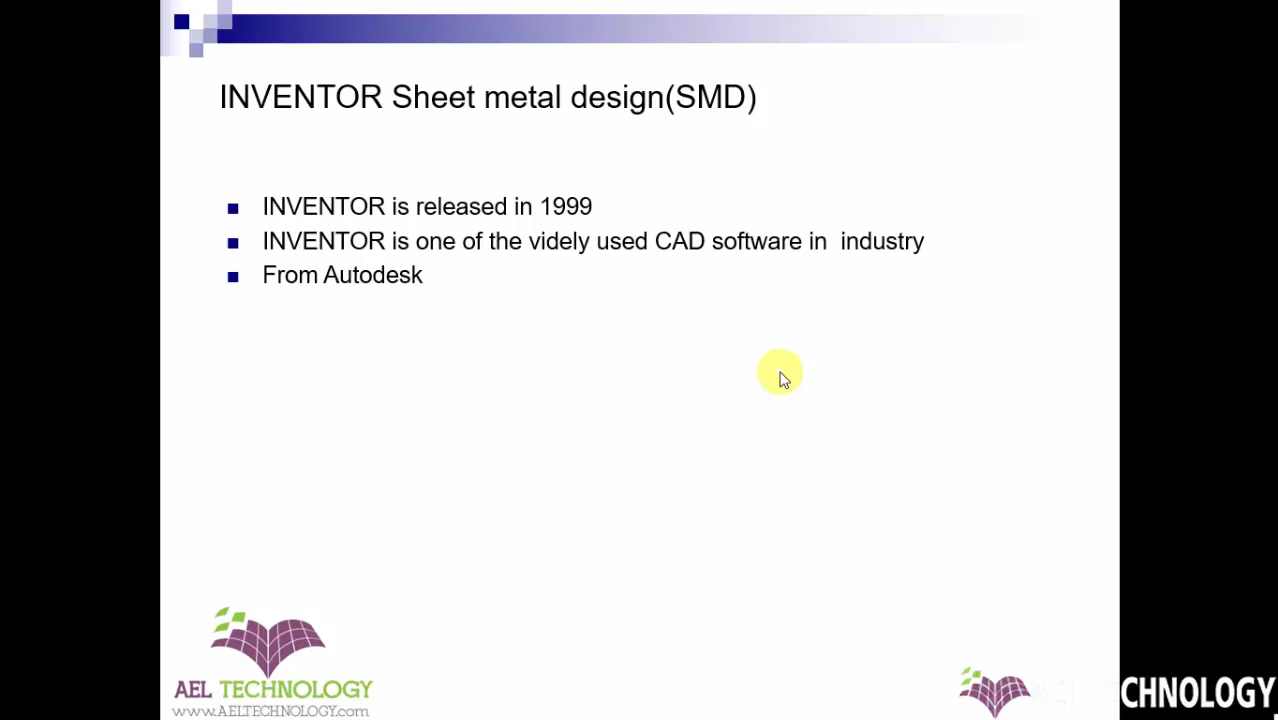 INVENTOR Sheet metal design(SMD)
INVENTOR is released in 1999
INVENTOR is one of the videly used CAD software in industry
From Autodesk
AEL TECHNOLOGY
www.AELTECHNOLOGY.com
CHNOLOGY